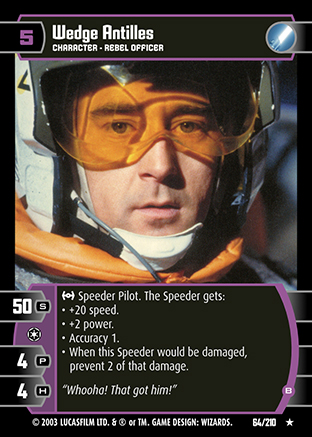 5 Wedge Antilles
CHARACTER - REBEL OFFICER
50 S
Speeder Pilot. The Speeder gets:
• +20 speed.
• +2 power.
• Accuracy 1.
4 P
• When this Speeder would be damaged,
prevent 2 of that damage.
4 H
"Whooha! That got him!"
B
© 2003 LUCASFILM LTD. & ® or TM. GAME DESIGN: WIZARDS. 64/210